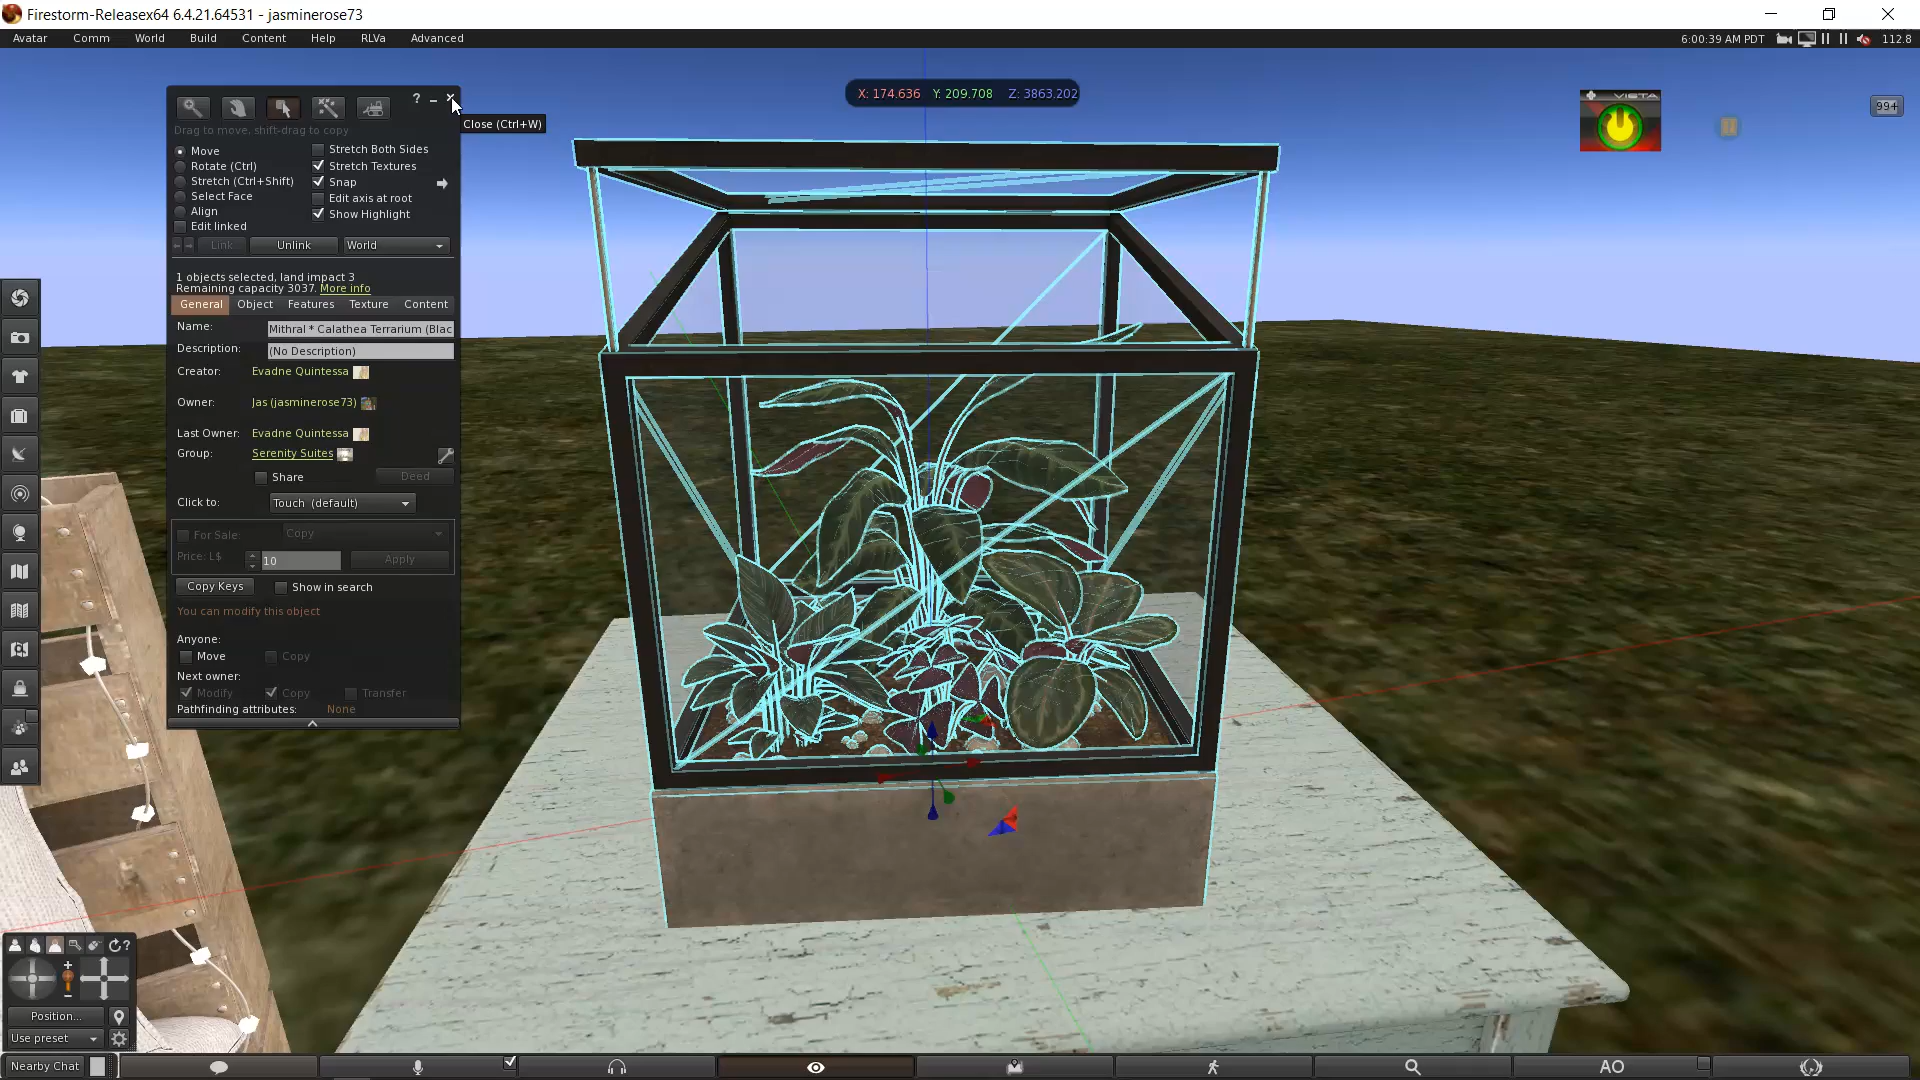 Firestorm-Releasex64 6.4.21.64531 - jasminerose73
Avatar Comm World Build Content Help RLVa Advanced
6:00:39 AM PDT
112.8
X: 174.636 Y: 209.708 Z: 3863.202
VISTA
99+
?
Close (Ctrl+W)
Drag to move, shift-drag to copy
Move
Rotate (Ctrl)
Stretch (Ctrl+Shift)
Select Face
Align
Edit linked
Stretch Both Sides
Stretch Textures
Snap
Edit axis at root
Show Highlight
Link Unlink World
1 objects selected, land impact 3
Remaining capacity 3037. More info
General Object Features Texture Content
Name: Mithral * Calathea Terrarium (Blac
Description: (No Description)
Creator: Evadne Quintessa
Owner: Jas (jasminerose73)
Last Owner: Evadne Quintessa
Group: Serenity Suites
Share Deed
Click to: Touch (default)
For Sale: Copy
Price: L$ 10 Apply
Copy Keys Show in search
You can modify this object
Anyone:
Move Copy
Next owner:
Modify Copy Transfer
Pathfinding attributes: None
?
Position...
Use preset
Nearby Chat
AO